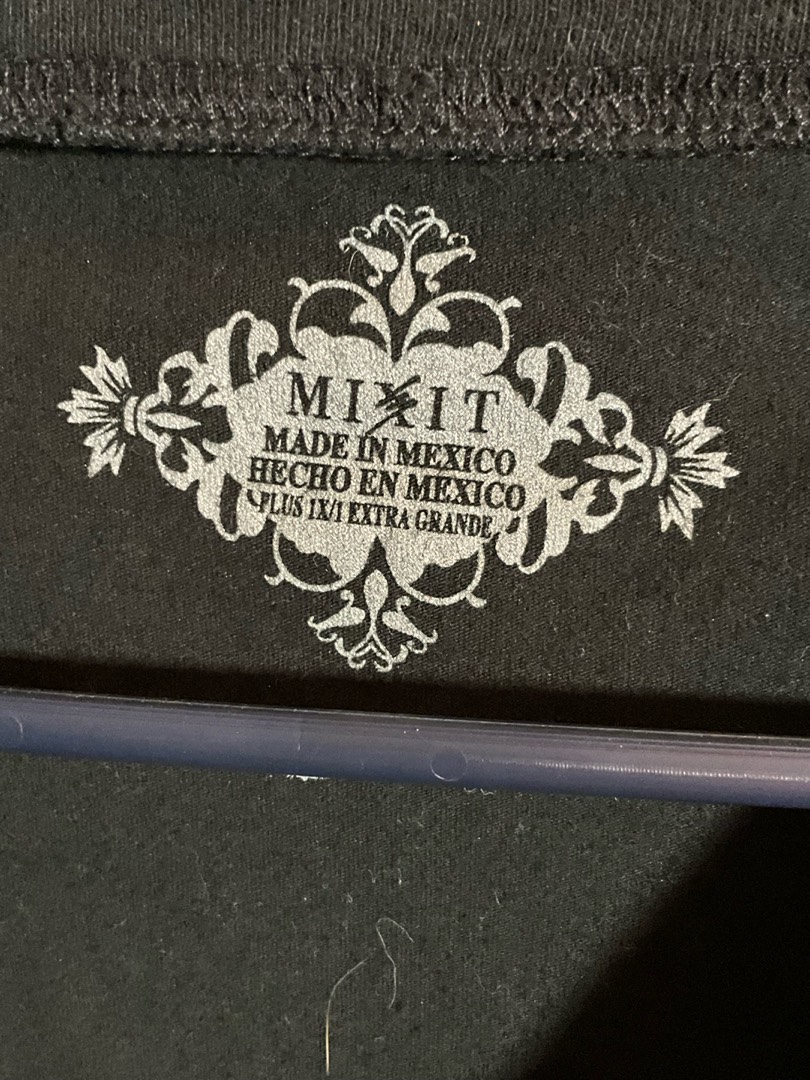 MIXIT
MADE IN MEXICO
HECHO EN MEXICO
PLUS 1X/1 EXTRA GRANDE